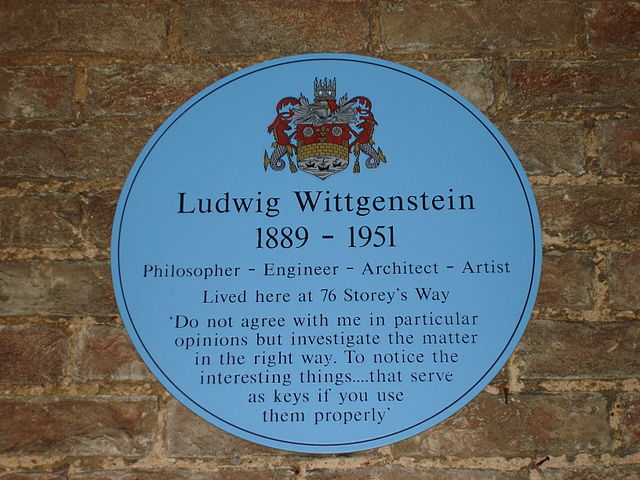 Ludwig Wittgenstein
1889 - 1951
Philosopher - Engineer - Architect - Artist
Lived here at 76 Storey's Way
'Do not agree with me in particular
opinions but investigate the matter
in the right way. To notice the
interesting things....that serve
as keys if you use
them properly'